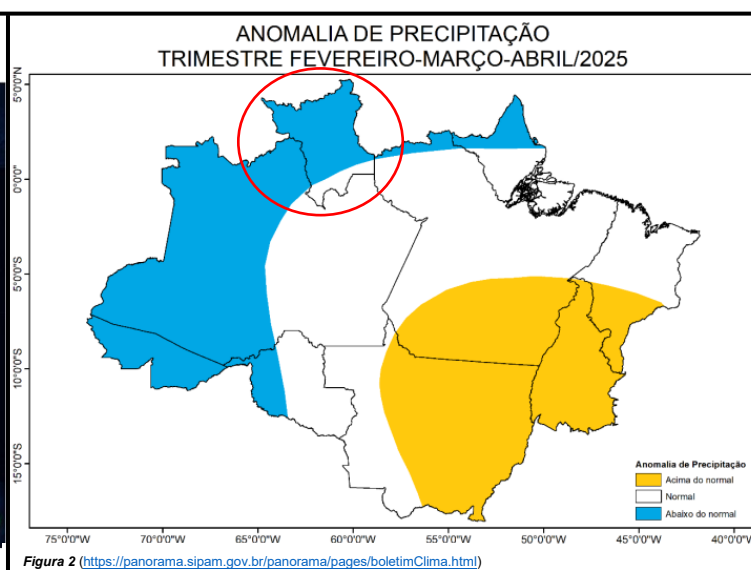 ANOMALIA DE PRECIPITAÇÃO
TRIMESTRE FEVEREIRO-MARÇO-ABRIL/2025
5°0'0"N
0°0'0"
5°0'0"S
10°0'0"S
15°0'0"S
Anomalia de Precipitação
Acima do normal
Normal
Abaixo do normal
75°0'0"W 70°0'0"W 65°0'0"W 60°0'0"W 55°0'0"W 50°0'0"W 45°0'0"W 40°0'0"W
Figura 2 (https://panorama.sipam.gov.br/panorama/pages/boletimClima.html)